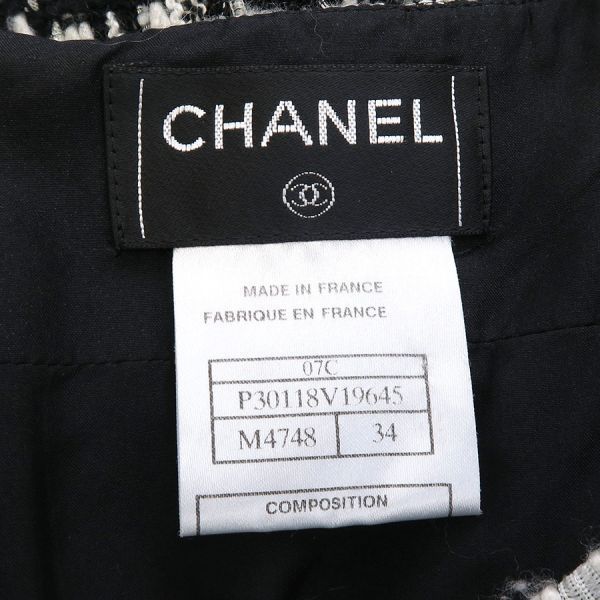 CHANEL
MADE IN FRANCE
FABRIQUE EN FRANCE
07C
P30118V19645
M4748 34
COMPOSITION